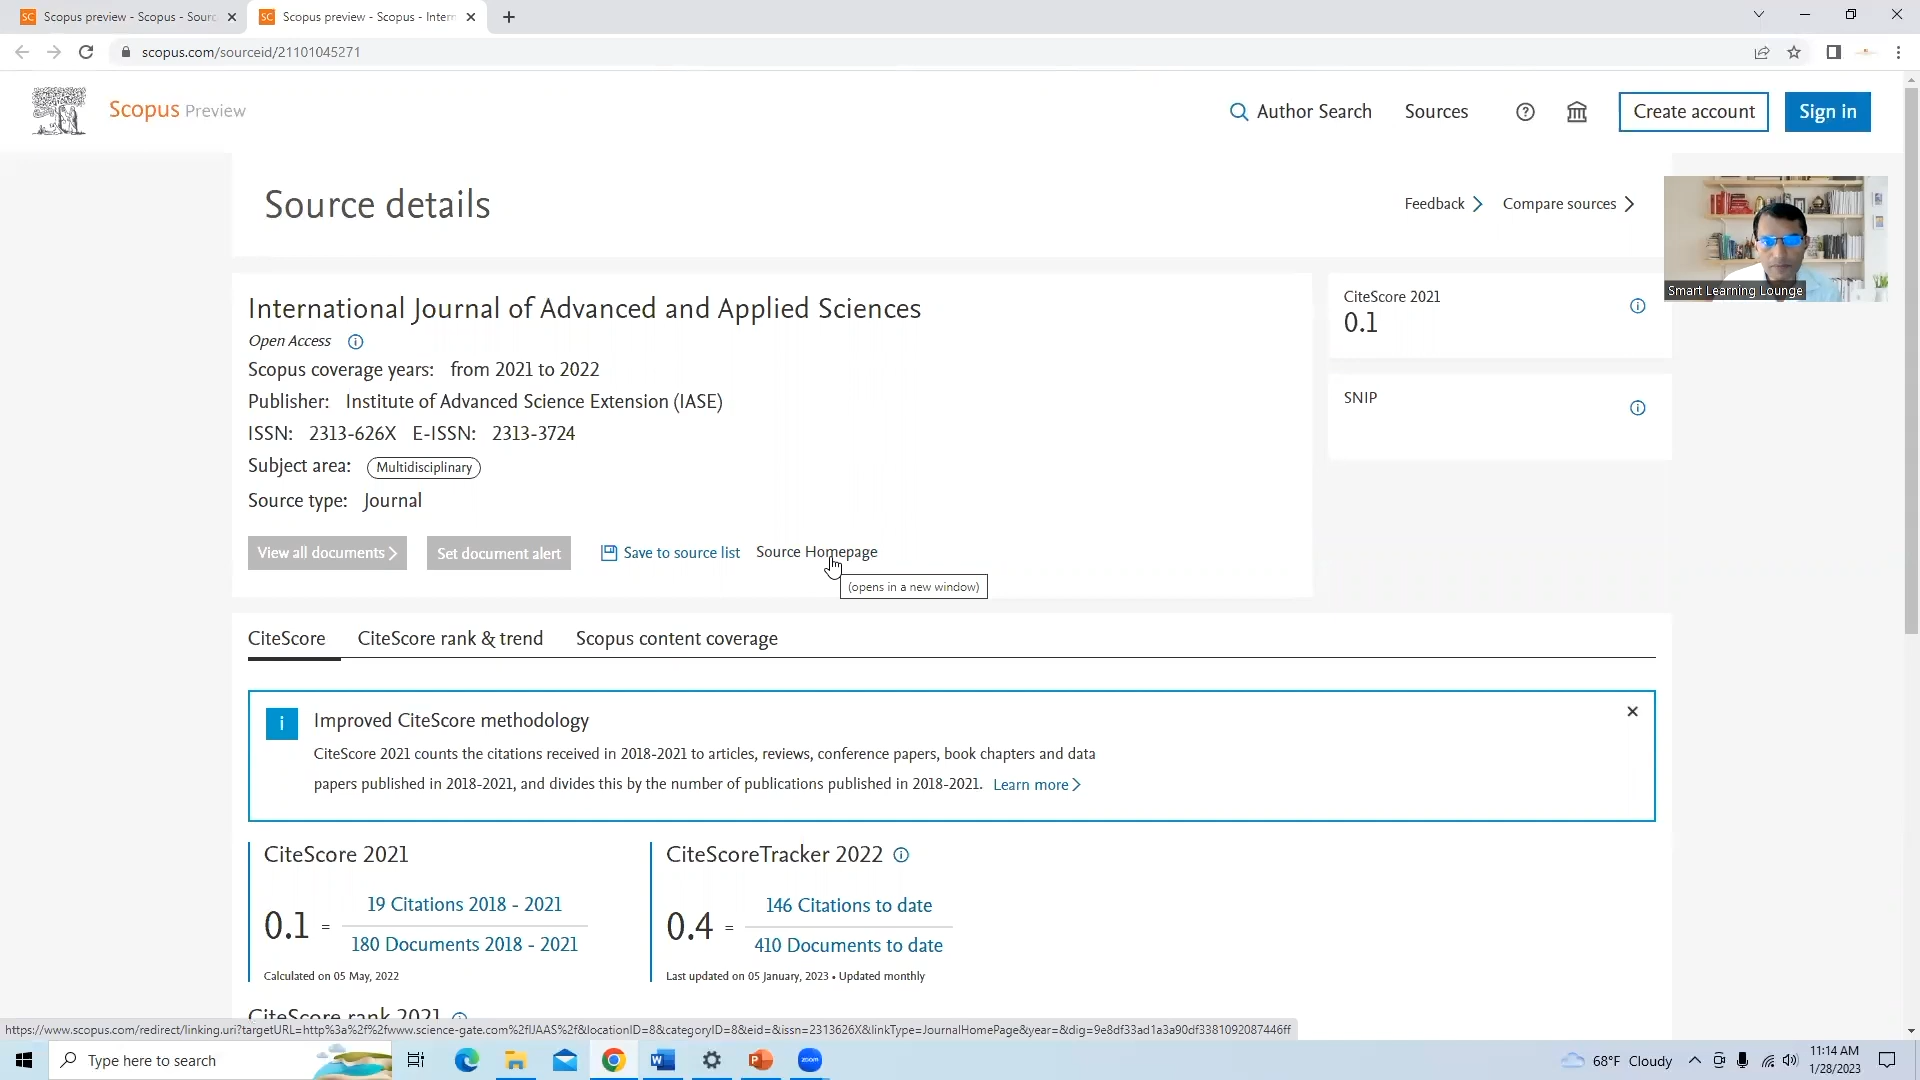 SC Scopus preview - Scopus - Sourc
SC Scopus preview - Scopus - Intern
scopus.com/sourceid/21101045271
Scopus Preview
Author Search
Sources
Create account
Sign in
Source details
Feedback
Compare sources
Smart Learning Lounge
International Journal of Advanced and Applied Sciences
Open Access
Scopus coverage years: from 2021 to 2022
Publisher: Institute of Advanced Science Extension (IASE)
ISSN: 2313-626X E-ISSN: 2313-3724
Subject area: Multidisciplinary
Source type: Journal
View all documents
Set document alert
Save to source list
Source Homepage
(opens in a new window)
CiteScore 2021
0.1
SNIP
CiteScore
CiteScore rank & trend
Scopus content coverage
Improved CiteScore methodology
CiteScore 2021 counts the citations received in 2018-2021 to articles, reviews, conference papers, book chapters and data
papers published in 2018-2021, and divides this by the number of publications published in 2018-2021. Learn more
CiteScore 2021
0.1 =
19 Citations 2018 - 2021
180 Documents 2018 - 2021
Calculated on 05 May, 2022
CiteScoreTracker 2022
0.4 =
146 Citations to date
410 Documents to date
Last updated on 05 January, 2023 • Updated monthly
CiteScore rank 2021
https://www.scopus.com/redirect/linking.uri?targetURL=http%3a%2f%2fwww.science-gate.com%2fIJAAS%2f&locationID=8&categoryID=8&eid=&issn=2313626X&linkType=JournalHomePage&year=&dig=9e8df33ad1a3a90df3381092087446ff
Type here to search
zoom
68°F Cloudy
11:14 AM
1/28/2023